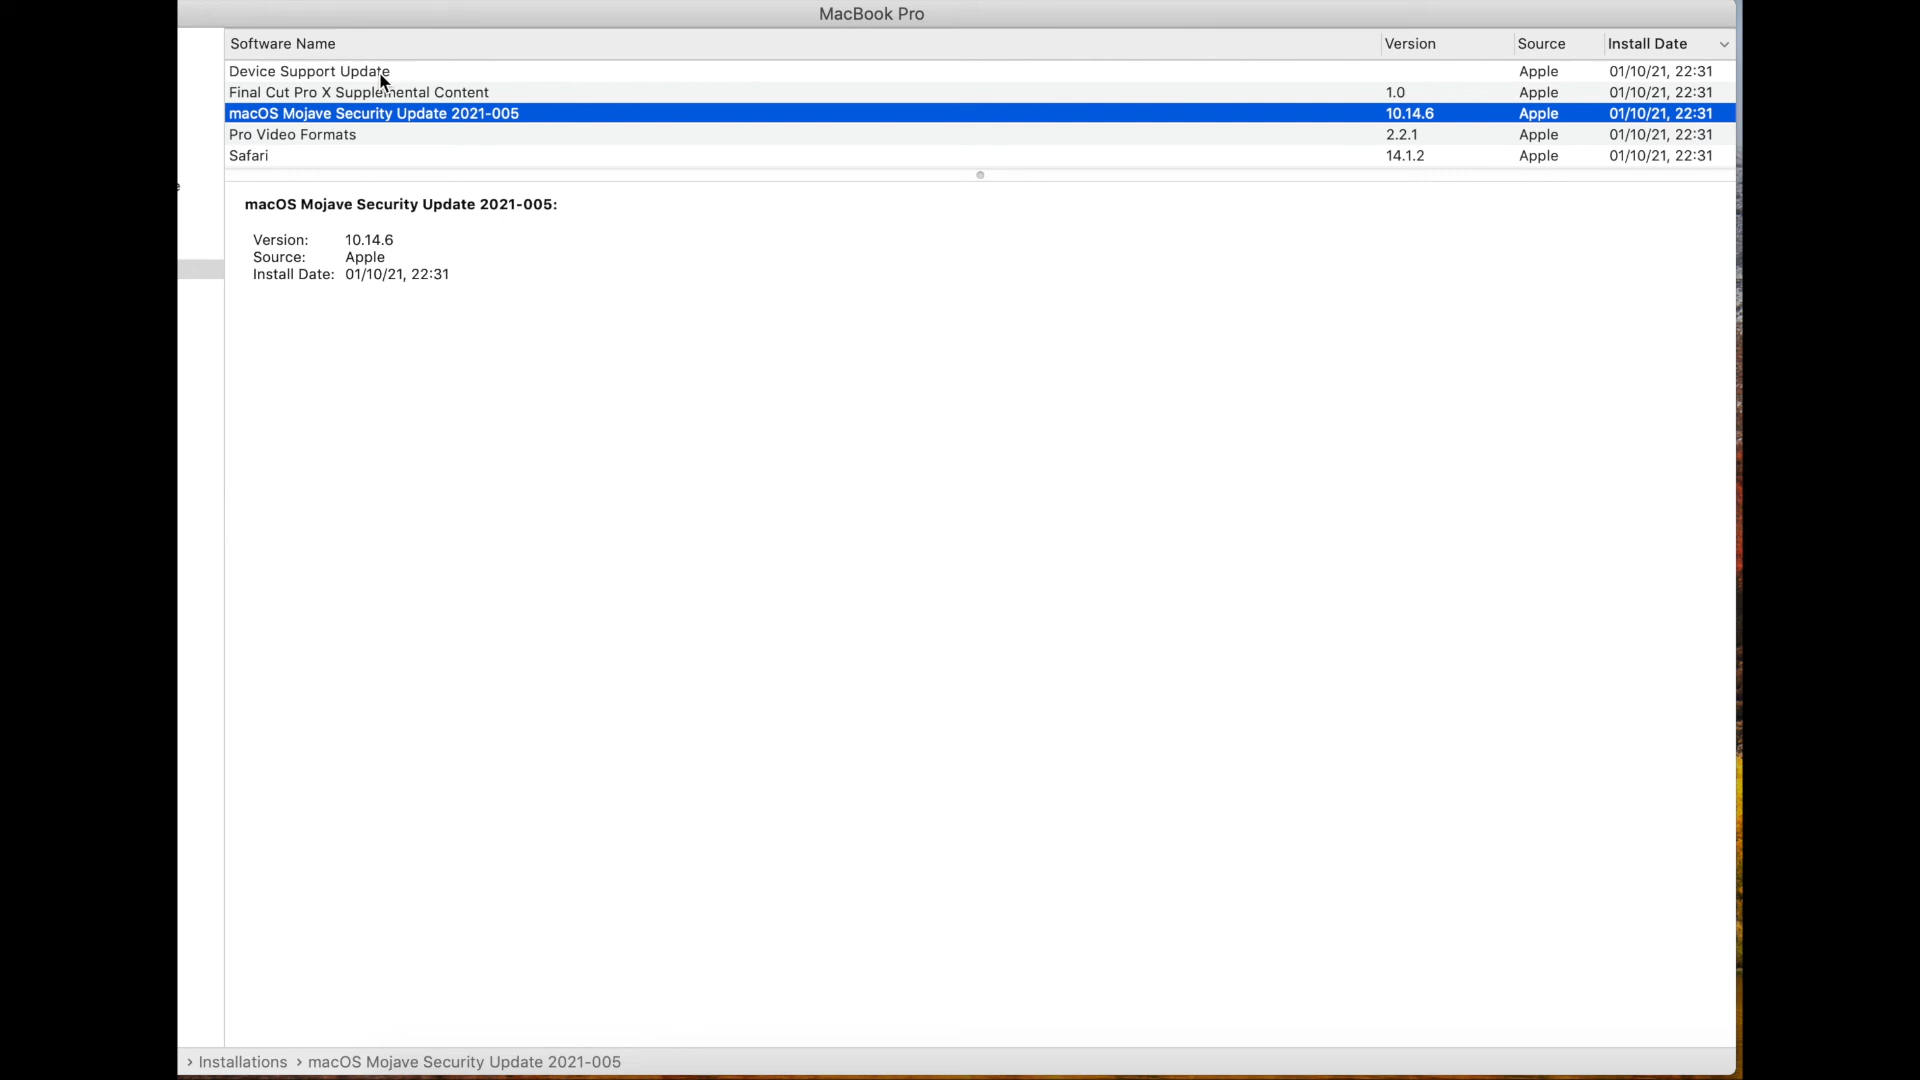 MacBook Pro
Software Name Version Source Install Date
Device Support Update Apple 01/10/21, 22:31
Final Cut Pro X Supplemental Content 1.0 Apple 01/10/21, 22:31
macOS Mojave Security Update 2021-005 10.14.6 Apple 01/10/21, 22:31
Pro Video Formats 2.2.1 Apple 01/10/21, 22:31
Safari 14.1.2 Apple 01/10/21, 22:31
macOS Mojave Security Update 2021-005:
Version: 10.14.6
Source: Apple
Install Date: 01/10/21, 22:31
› Installations › macOS Mojave Security Update 2021-005